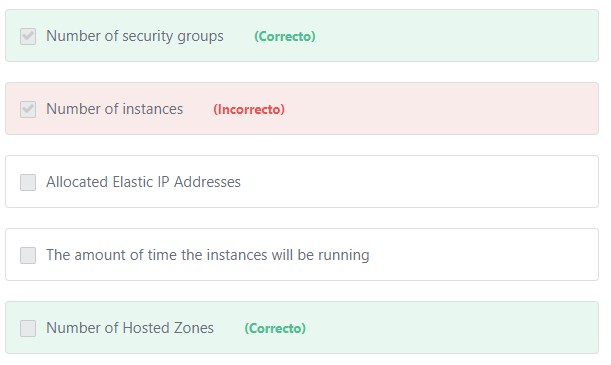 Number of security groups (Correcto)
Number of instances (Incorrecto)
Allocated Elastic IP Addresses
The amount of time the instances will be running
Number of Hosted Zones (Correcto)